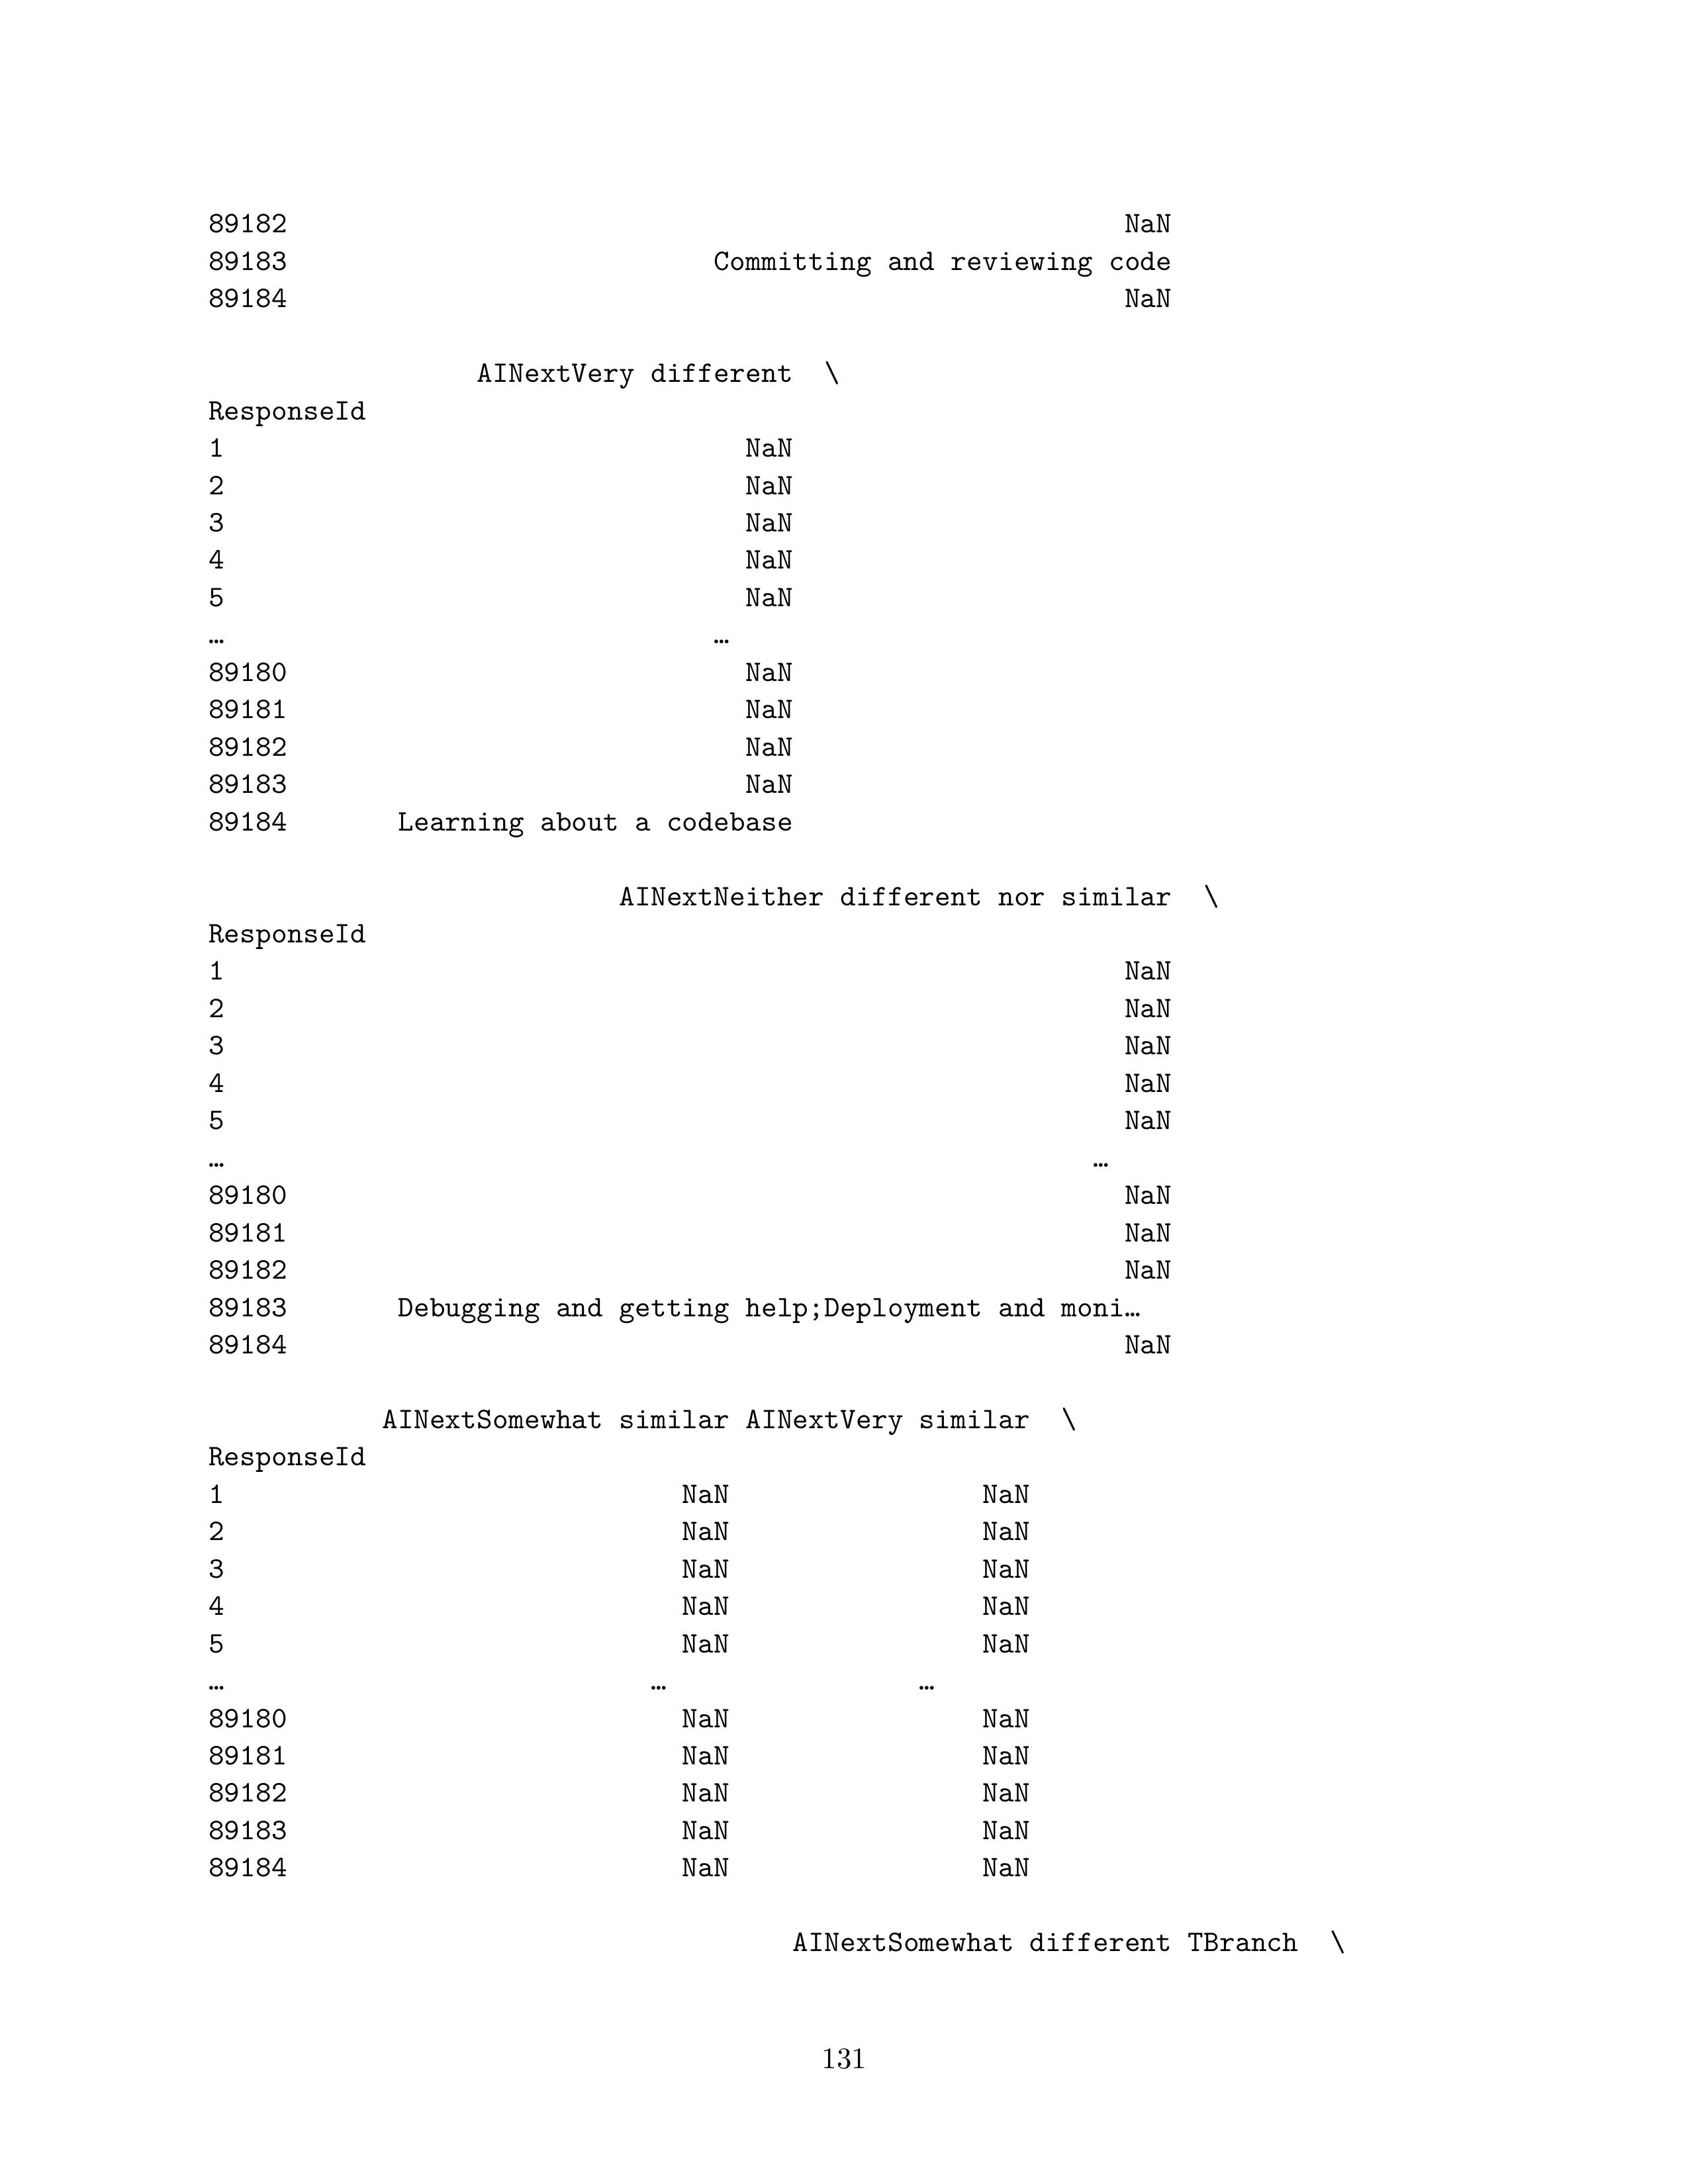 89182 NaN
89183 Committing and reviewing code
89184 NaN
AINextVery different \
ResponseId
1 NaN
2 NaN
3 NaN
4 NaN
5 NaN
… …
89180 NaN
89181 NaN
89182 NaN
89183 NaN
89184 Learning about a codebase
AINextNeither different nor similar \
ResponseId
1 NaN
2 NaN
3 NaN
4 NaN
5 NaN
… …
89180 NaN
89181 NaN
89182 NaN
89183 Debugging and getting help;Deployment and moni…
89184 NaN
AINextSomewhat similar AINextVery similar \
ResponseId
1 NaN NaN
2 NaN NaN
3 NaN NaN
4 NaN NaN
5 NaN NaN
… … …
89180 NaN NaN
89181 NaN NaN
89182 NaN NaN
89183 NaN NaN
89184 NaN NaN
AINextSomewhat different TBranch \
131